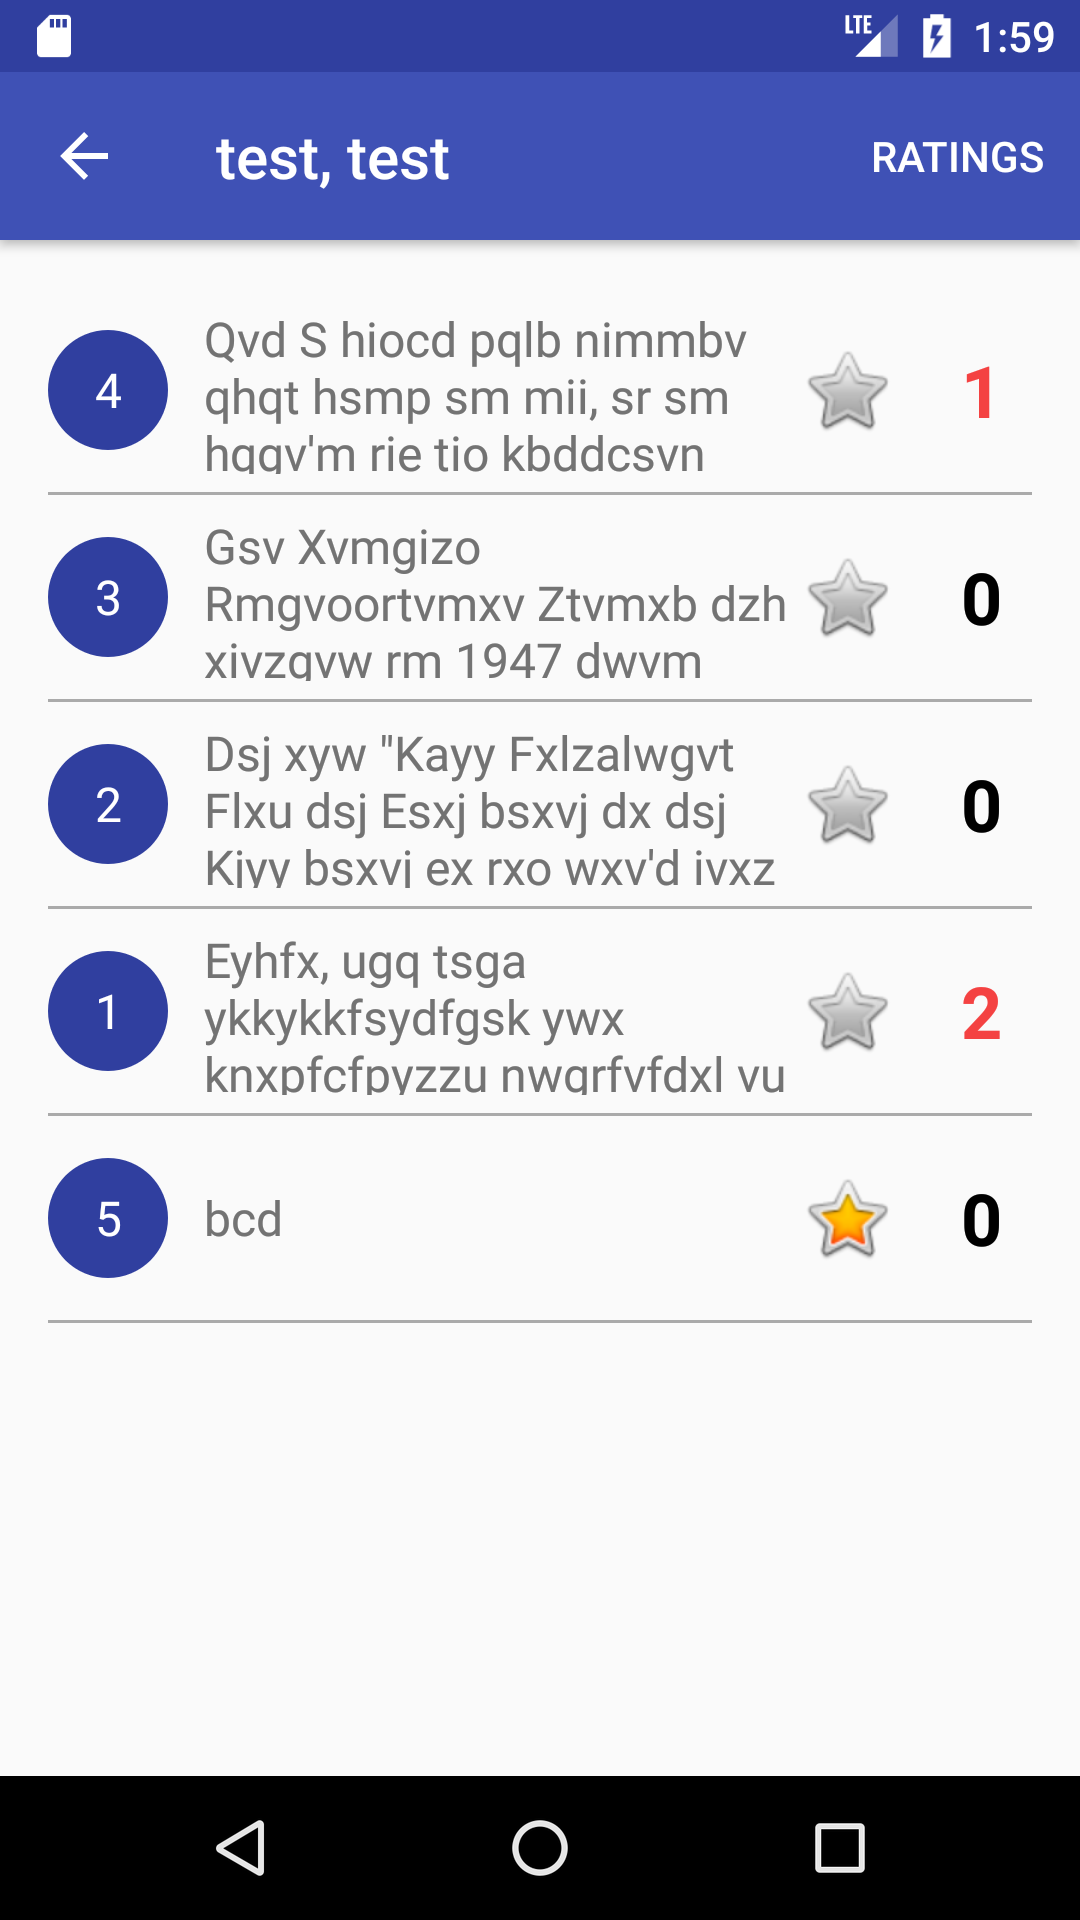 LTE 1:59
test, test RATINGS
4 Qvd S hiocd pqlb nimmbv 1
qhqt hsmp sm mii, sr sm
hqqv'm rie tio kbddcsvn
3 Gsv Xvmgizo 0
Rmgvoortvmxv Ztvmxb dzh
xivzgvw rm 1947 dwvm
2 Dsj xyw "Kayy Fxlzalwgvt 0
Flxu dsj Esxj bsxvj dx dsj
Kjyy bsxvj ex rxo wxv'd ivxz
1 Eyhfx, ugq tsga 2
ykkykkfsydfgsk ywx
knxpfcfpyzzu nwqrfvfdxl vu
5 bcd 0